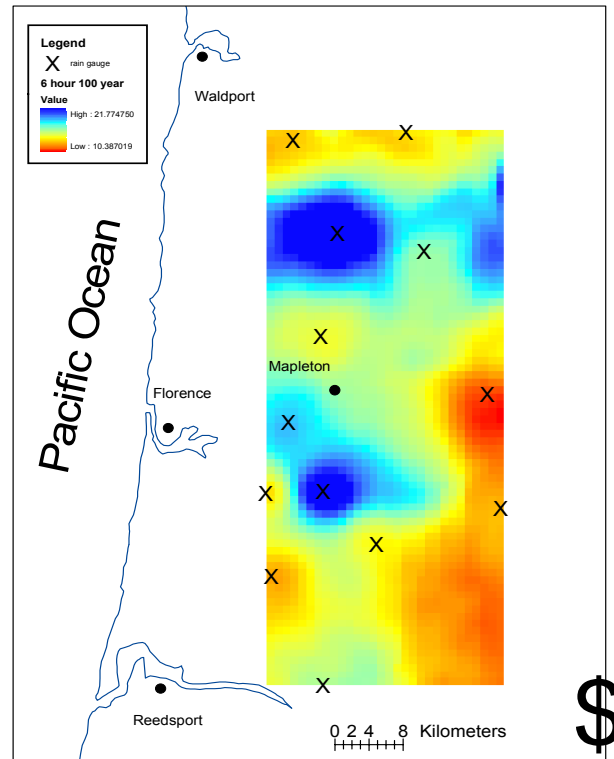 Legend
X rain gauge
6 hour 100 year
Value
High : 21.774750
Low : 10.387019
Waldport
Pacific Ocean
Mapleton
Florence
Reedsport
0 2 4 8 Kilometers
$
X X
X
X
X
X
X
X X
X
X
X
X